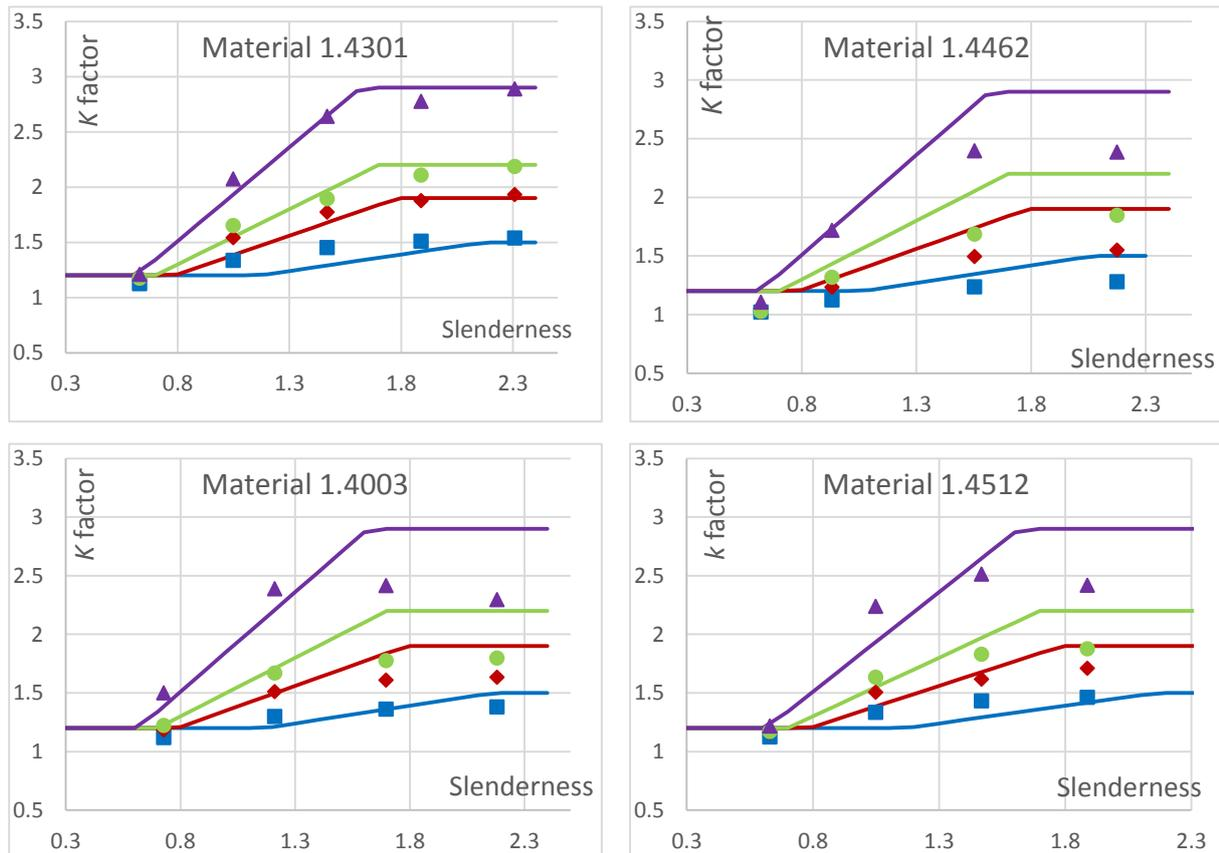 Material 1.4301
K factor
3.5
3
2.5
2
1.5
1
0.5
Slenderness
0.3 0.8 1.3 1.8 2.3
Material 1.4462
K factor
3.5
3
2.5
2
1.5
1
0.5
Slenderness
0.3 0.8 1.3 1.8 2.3
Material 1.4003
K factor
3.5
3
2.5
2
1.5
1
0.5
Slenderness
0.3 0.8 1.3 1.8 2.3
Material 1.4512
k factor
3.5
3
2.5
2
1.5
1
0.5
Slenderness
0.3 0.8 1.3 1.8 2.3